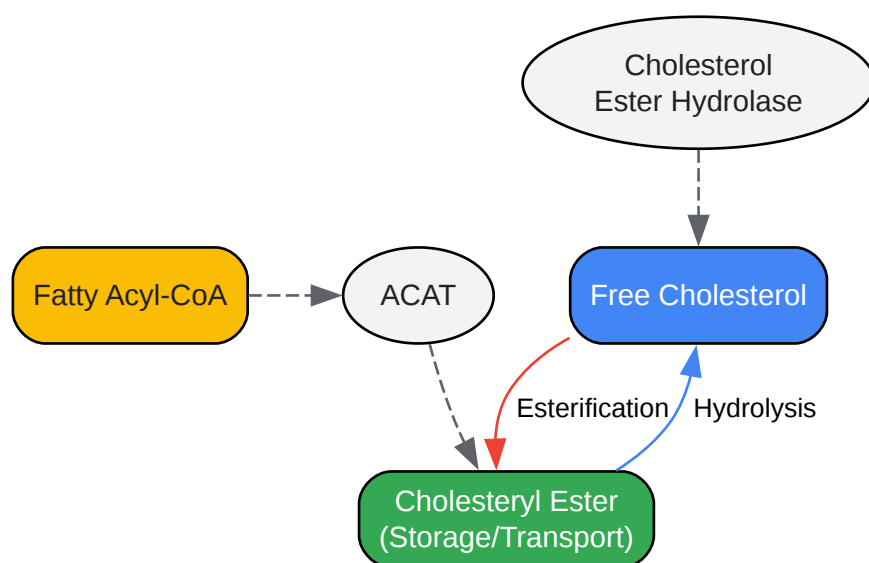 Cholesterol
Ester Hydrolase
Fatty Acyl-CoA
ACAT
Free Cholesterol
Esterification
Hydrolysis
Cholesteryl Ester
(Storage/Transport)